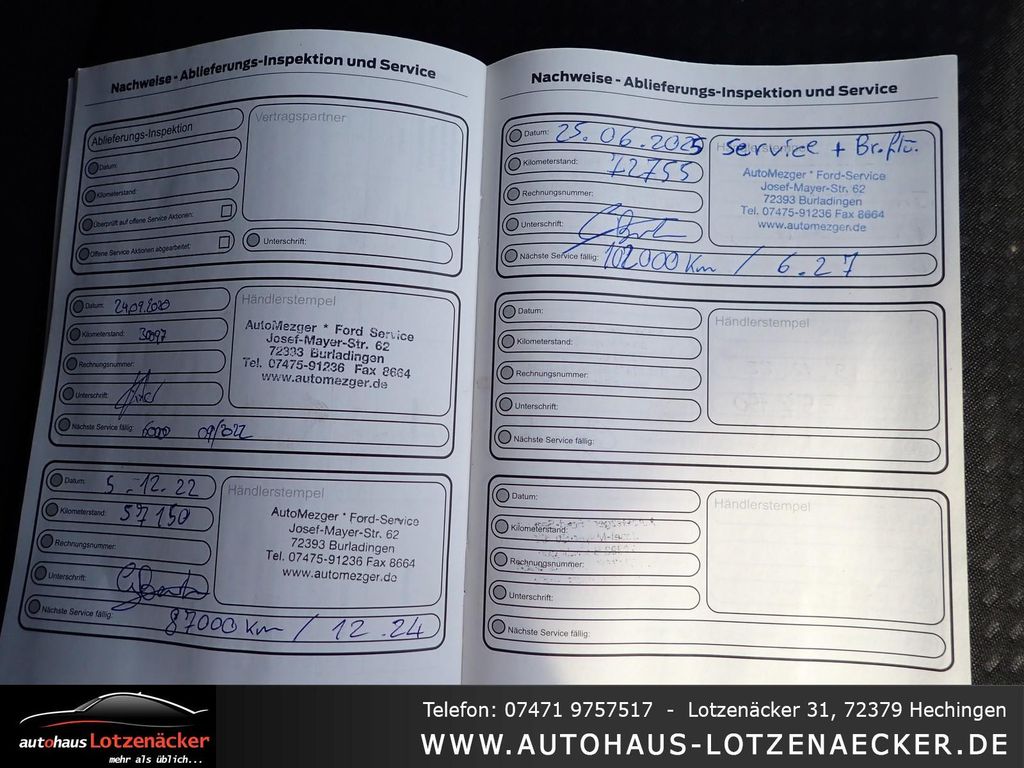 Nachweise - Ablieferungs-Inspektion und Service
Ablieferungs-Inspektion
Datum:
Kilometerstand:
Überprüft auf offene Service Aktionen:
Offene Service Aktionen abgearbeitet:
Vertragspartner
Unterschrift:
Datum: 24.09.2020
Kilometerstand: 30097
Rechnungsnummer:
Unterschrift:
Nächste Service fällig: 09/2022
Händlerstempel
AutoMezger * Ford Service
Josef-Mayer-Str. 62
72393 Burladingen
Tel. 07475-91236 Fax 8664
www.automezger.de
Datum: 5.12.22
Kilometerstand: 57150
Rechnungsnummer:
Unterschrift:
Nächste Service fällig: 87000 Km / 12.24
Händlerstempel
AutoMezger * Ford-Service
Josef-Mayer-Str. 62
72393 Burladingen
Tel. 07475-91236 Fax 8664
www.automezger.de
Nachweise - Ablieferungs-Inspektion und Service
Datum: 25.06.2025
Kilometerstand: 72755
Rechnungsnummer:
Unterschrift:
Nächste Service fällig: 102000 Km / 6.27
Service + Br.flü.
AutoMezger * Ford-Service
Josef-Mayer-Str. 62
72393 Burladingen
Tel. 07475-91236 Fax 8664
www.automezger.de
Datum:
Kilometerstand:
Rechnungsnummer:
Unterschrift:
Nächste Service fällig:
Händlerstempel
Datum:
Kilometerstand:
Rechnungsnummer:
Unterschrift:
Nächste Service fällig:
Händlerstempel
autohaus Lotzenäcker
mehr als üblich...
Telefon: 07471 9757517 - Lotzenäcker 31, 72379 Hechingen
WWW.AUTOHAUS-LOTZENAECKER.DE